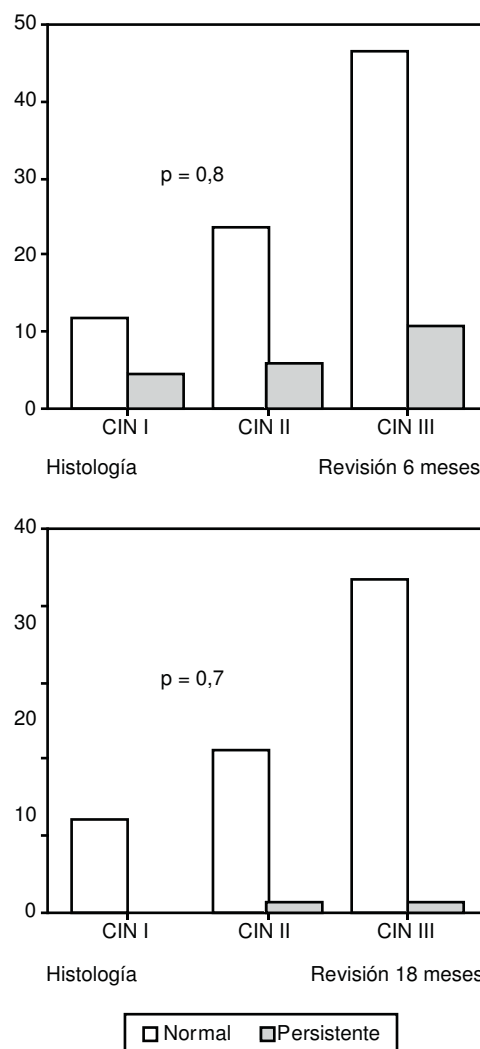 50
40
30
20
10
0
p = 0,8
CIN I CIN II CIN III
Histología Revisión 6 meses
40
30
20
10
0
p = 0,7
CIN I CIN II CIN III
Histología Revisión 18 meses
Normal Persistente